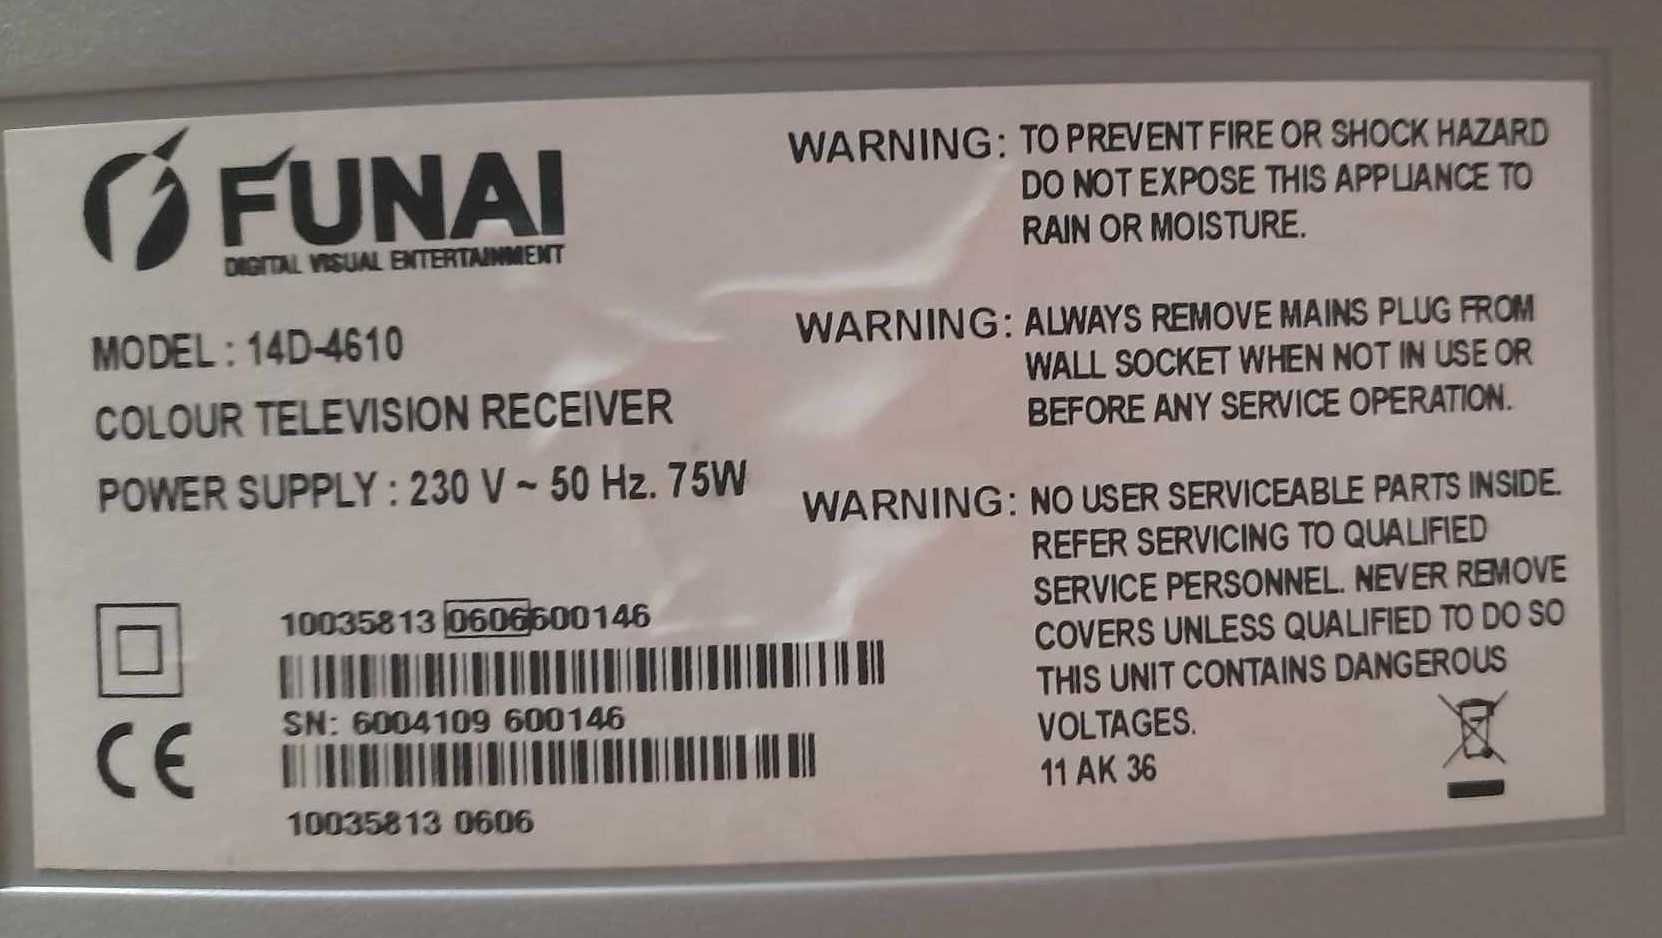 FUNAI
DIGITAL VISUAL ENTERTAINMENT
MODEL : 14D-4610
COLOUR TELEVISION RECEIVER
POWER SUPPLY : 230 V ~ 50 Hz. 75W
10035813 0606600146
SN: 6004109 600146
10035813 0606
CE
WARNING: TO PREVENT FIRE OR SHOCK HAZARD
DO NOT EXPOSE THIS APPLIANCE TO
RAIN OR MOISTURE.
WARNING: ALWAYS REMOVE MAINS PLUG FROM
WALL SOCKET WHEN NOT IN USE OR
BEFORE ANY SERVICE OPERATION.
WARNING: NO USER SERVICEABLE PARTS INSIDE.
REFER SERVICING TO QUALIFIED
SERVICE PERSONNEL. NEVER REMOVE
COVERS UNLESS QUALIFIED TO DO SO
THIS UNIT CONTAINS DANGEROUS
VOLTAGES.
11 AK 36